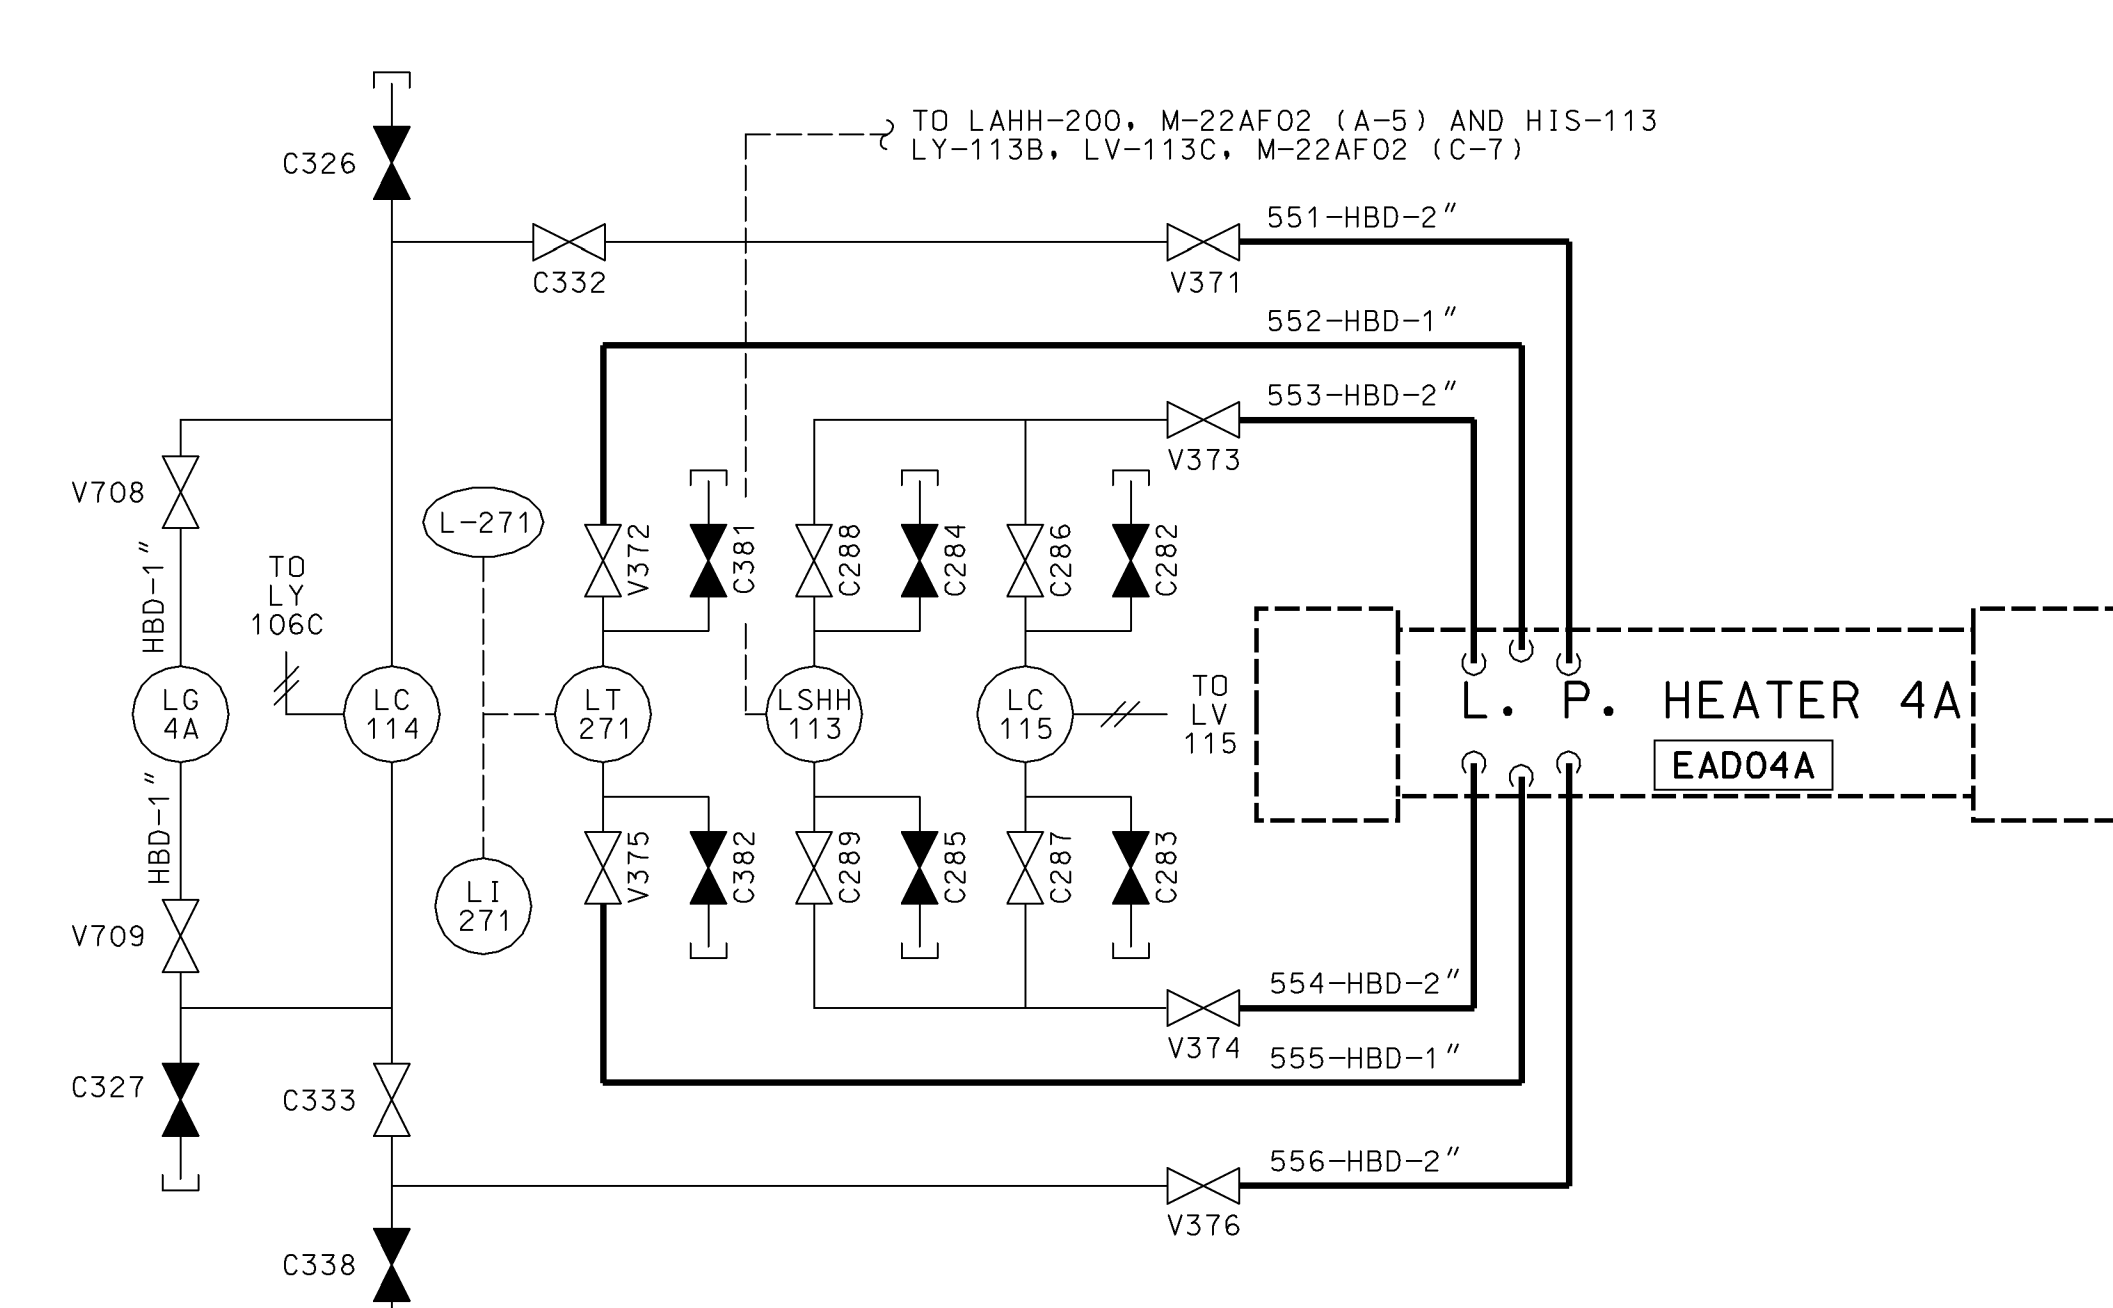 TO LAHH-200, M-22AF02 (A-5) AND HIS-113
LY-113B, LV-113C, M-22AF02 (C-7)
C326
551-HBD-2"
C332
V371
552-HBD-1"
553-HBD-2"
V373
V708
L-271
V372
C381
C288
C284
C286
C282
HBD-1"
TO
LY
106C
LG
4A
LC
114
LT
271
LSHH
113
LC
115
TO
LV
115
L. P. HEATER 4A
EAD04A
HBD-1"
V375
C382
C289
C285
C287
C283
LI
271
V709
554-HBD-2"
V374
555-HBD-1"
C327
C333
556-HBD-2"
V376
C338